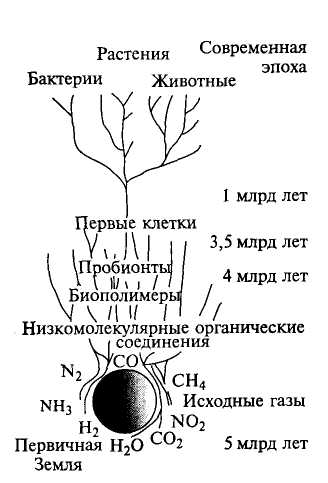 Растения
Современная
эпоха
Бактерии
Животные
1 млрд лет
Первые клетки
3,5 млрд лет
Пробионты
4 млрд лет
Биополимеры
Низкомолекулярные органические
соединения
N₂
CO
CH₄
NH₃
Исходные газы
H₂
NO₂
CO₂
H₂O
Первичная
Земля
5 млрд лет